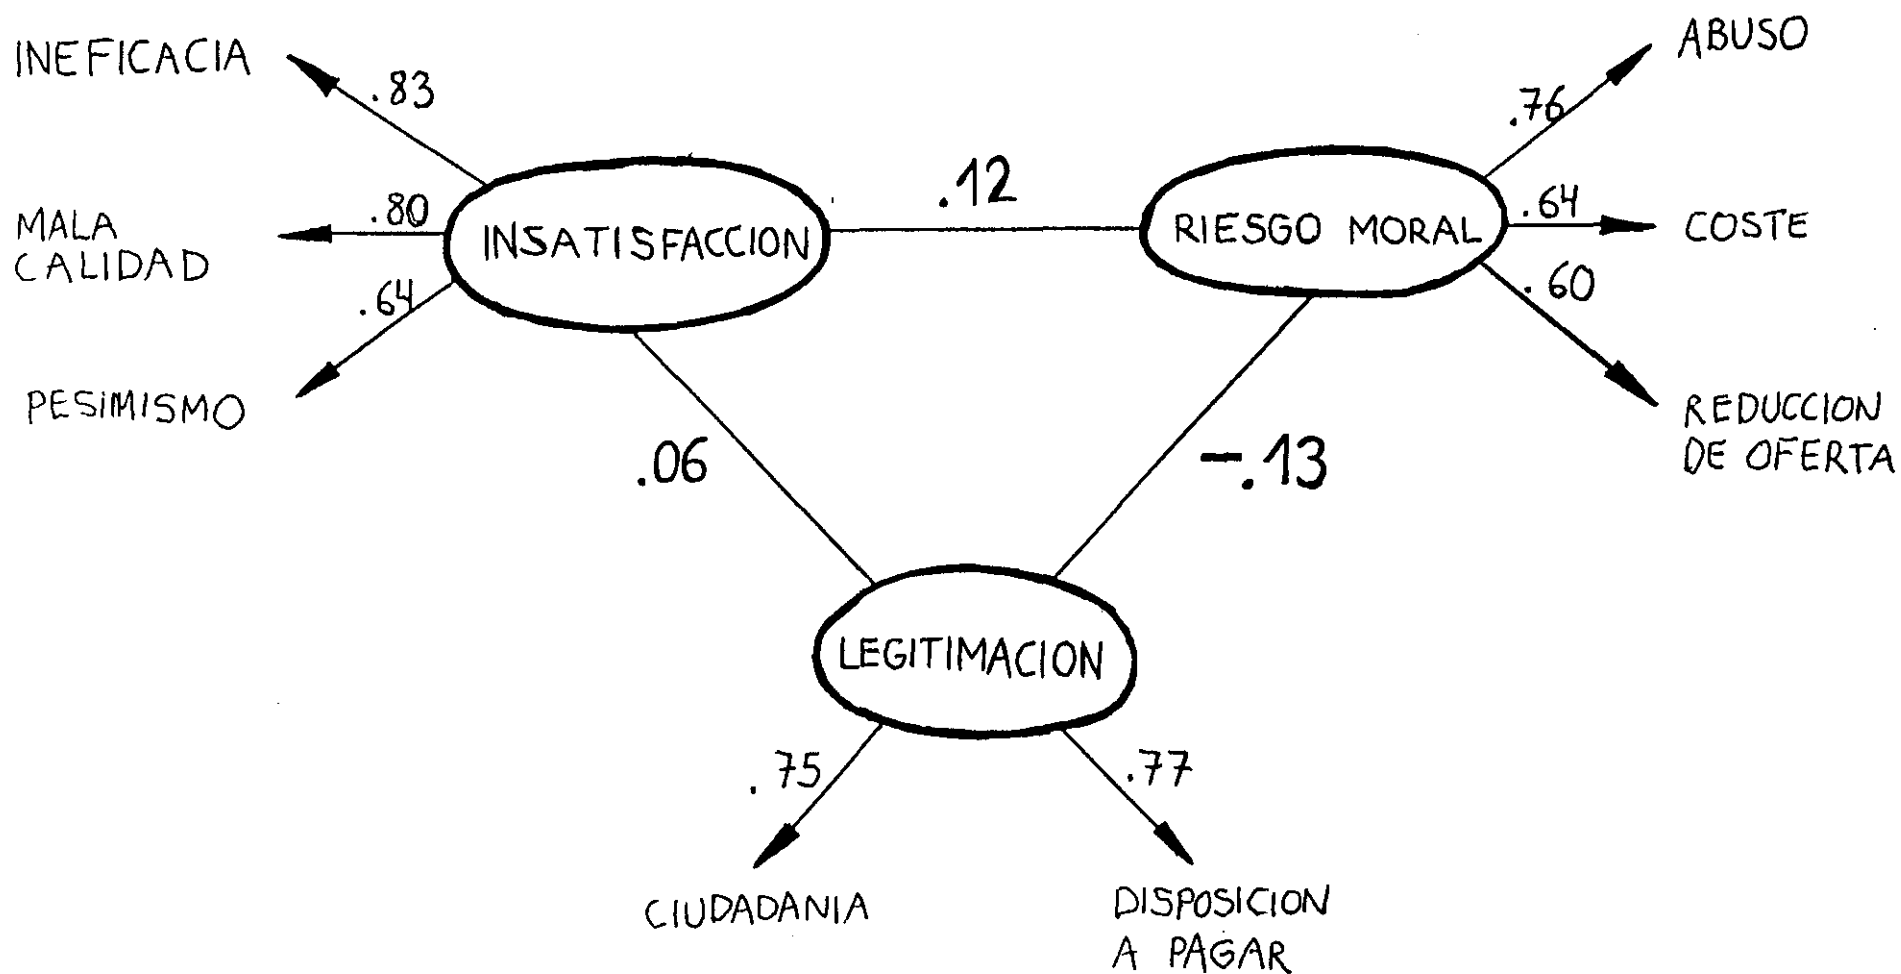 INEFICACIA
.83
MALA
CALIDAD
.80
PESIMISMO
.64
INSATISFACCION
.12
RIESGO MORAL
ABUSO
.76
COSTE
.64
.60
REDUCCION
DE OFERTA
.06
-.13
LEGITIMACION
.75
.77
CIUDADANIA
DISPOSICION
A PAGAR